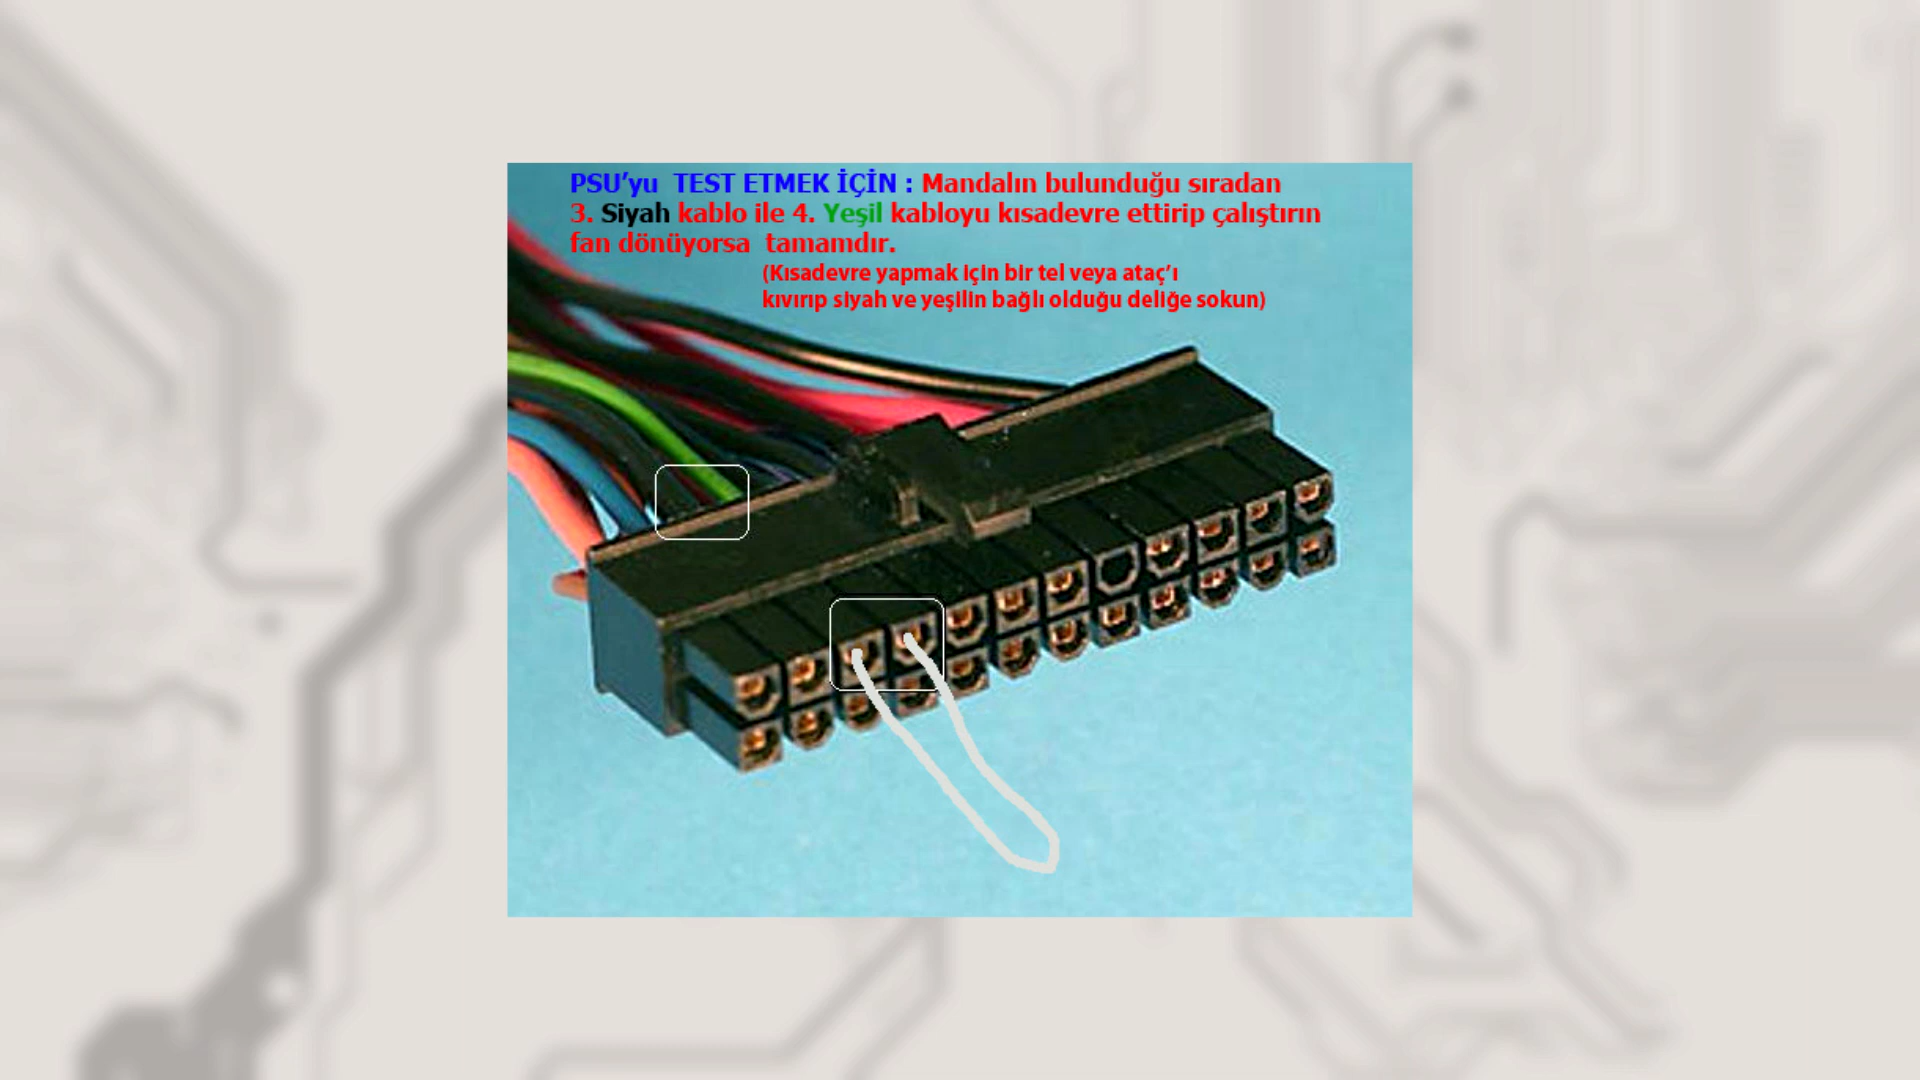 PSU’yu TEST ETMEK İÇİN : Mandalın bulunduğu sıradan
3. Siyah kablo ile 4. Yeşil kabloyu kısadevre ettirip çalıştırın
fan dönüyorsa tamamdır.
(Kısadevre yapmak için bir tel veya ataç’ı
kıvırıp siyah ve yeşilin bağlı olduğu deliğe sokun)